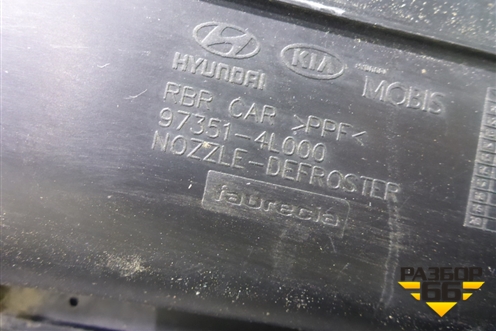 HYUNDAI KIA MOBIS
RBR CAR >PPF<
97351-4L000
NOZZLE-DEFROSTER
faurecia
РАЗБОР
66